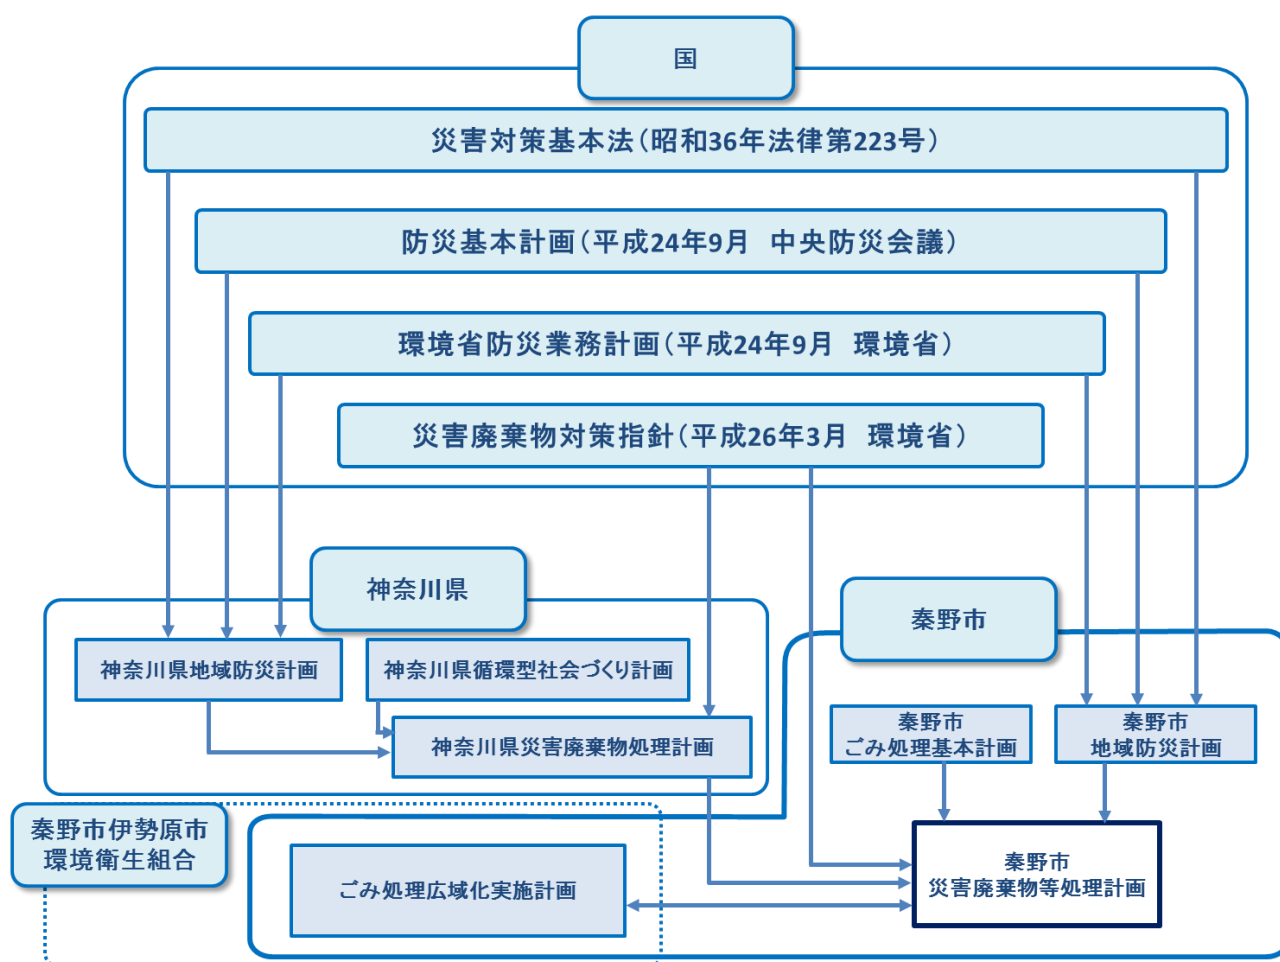 国
災害対策基本法（昭和36年法律第223号）
防災基本計画（平成24年9月　中央防災会議）
環境省防災業務計画（平成24年9月　環境省）
災害廃棄物対策指針（平成26年3月　環境省）
神奈川県
神奈川県地域防災計画
神奈川県循環型社会づくり計画
神奈川県災害廃棄物処理計画
秦野市
秦野市
ごみ処理基本計画
秦野市
地域防災計画
秦野市伊勢原市
環境衛生組合
ごみ処理広域化実施計画
秦野市
災害廃棄物等処理計画